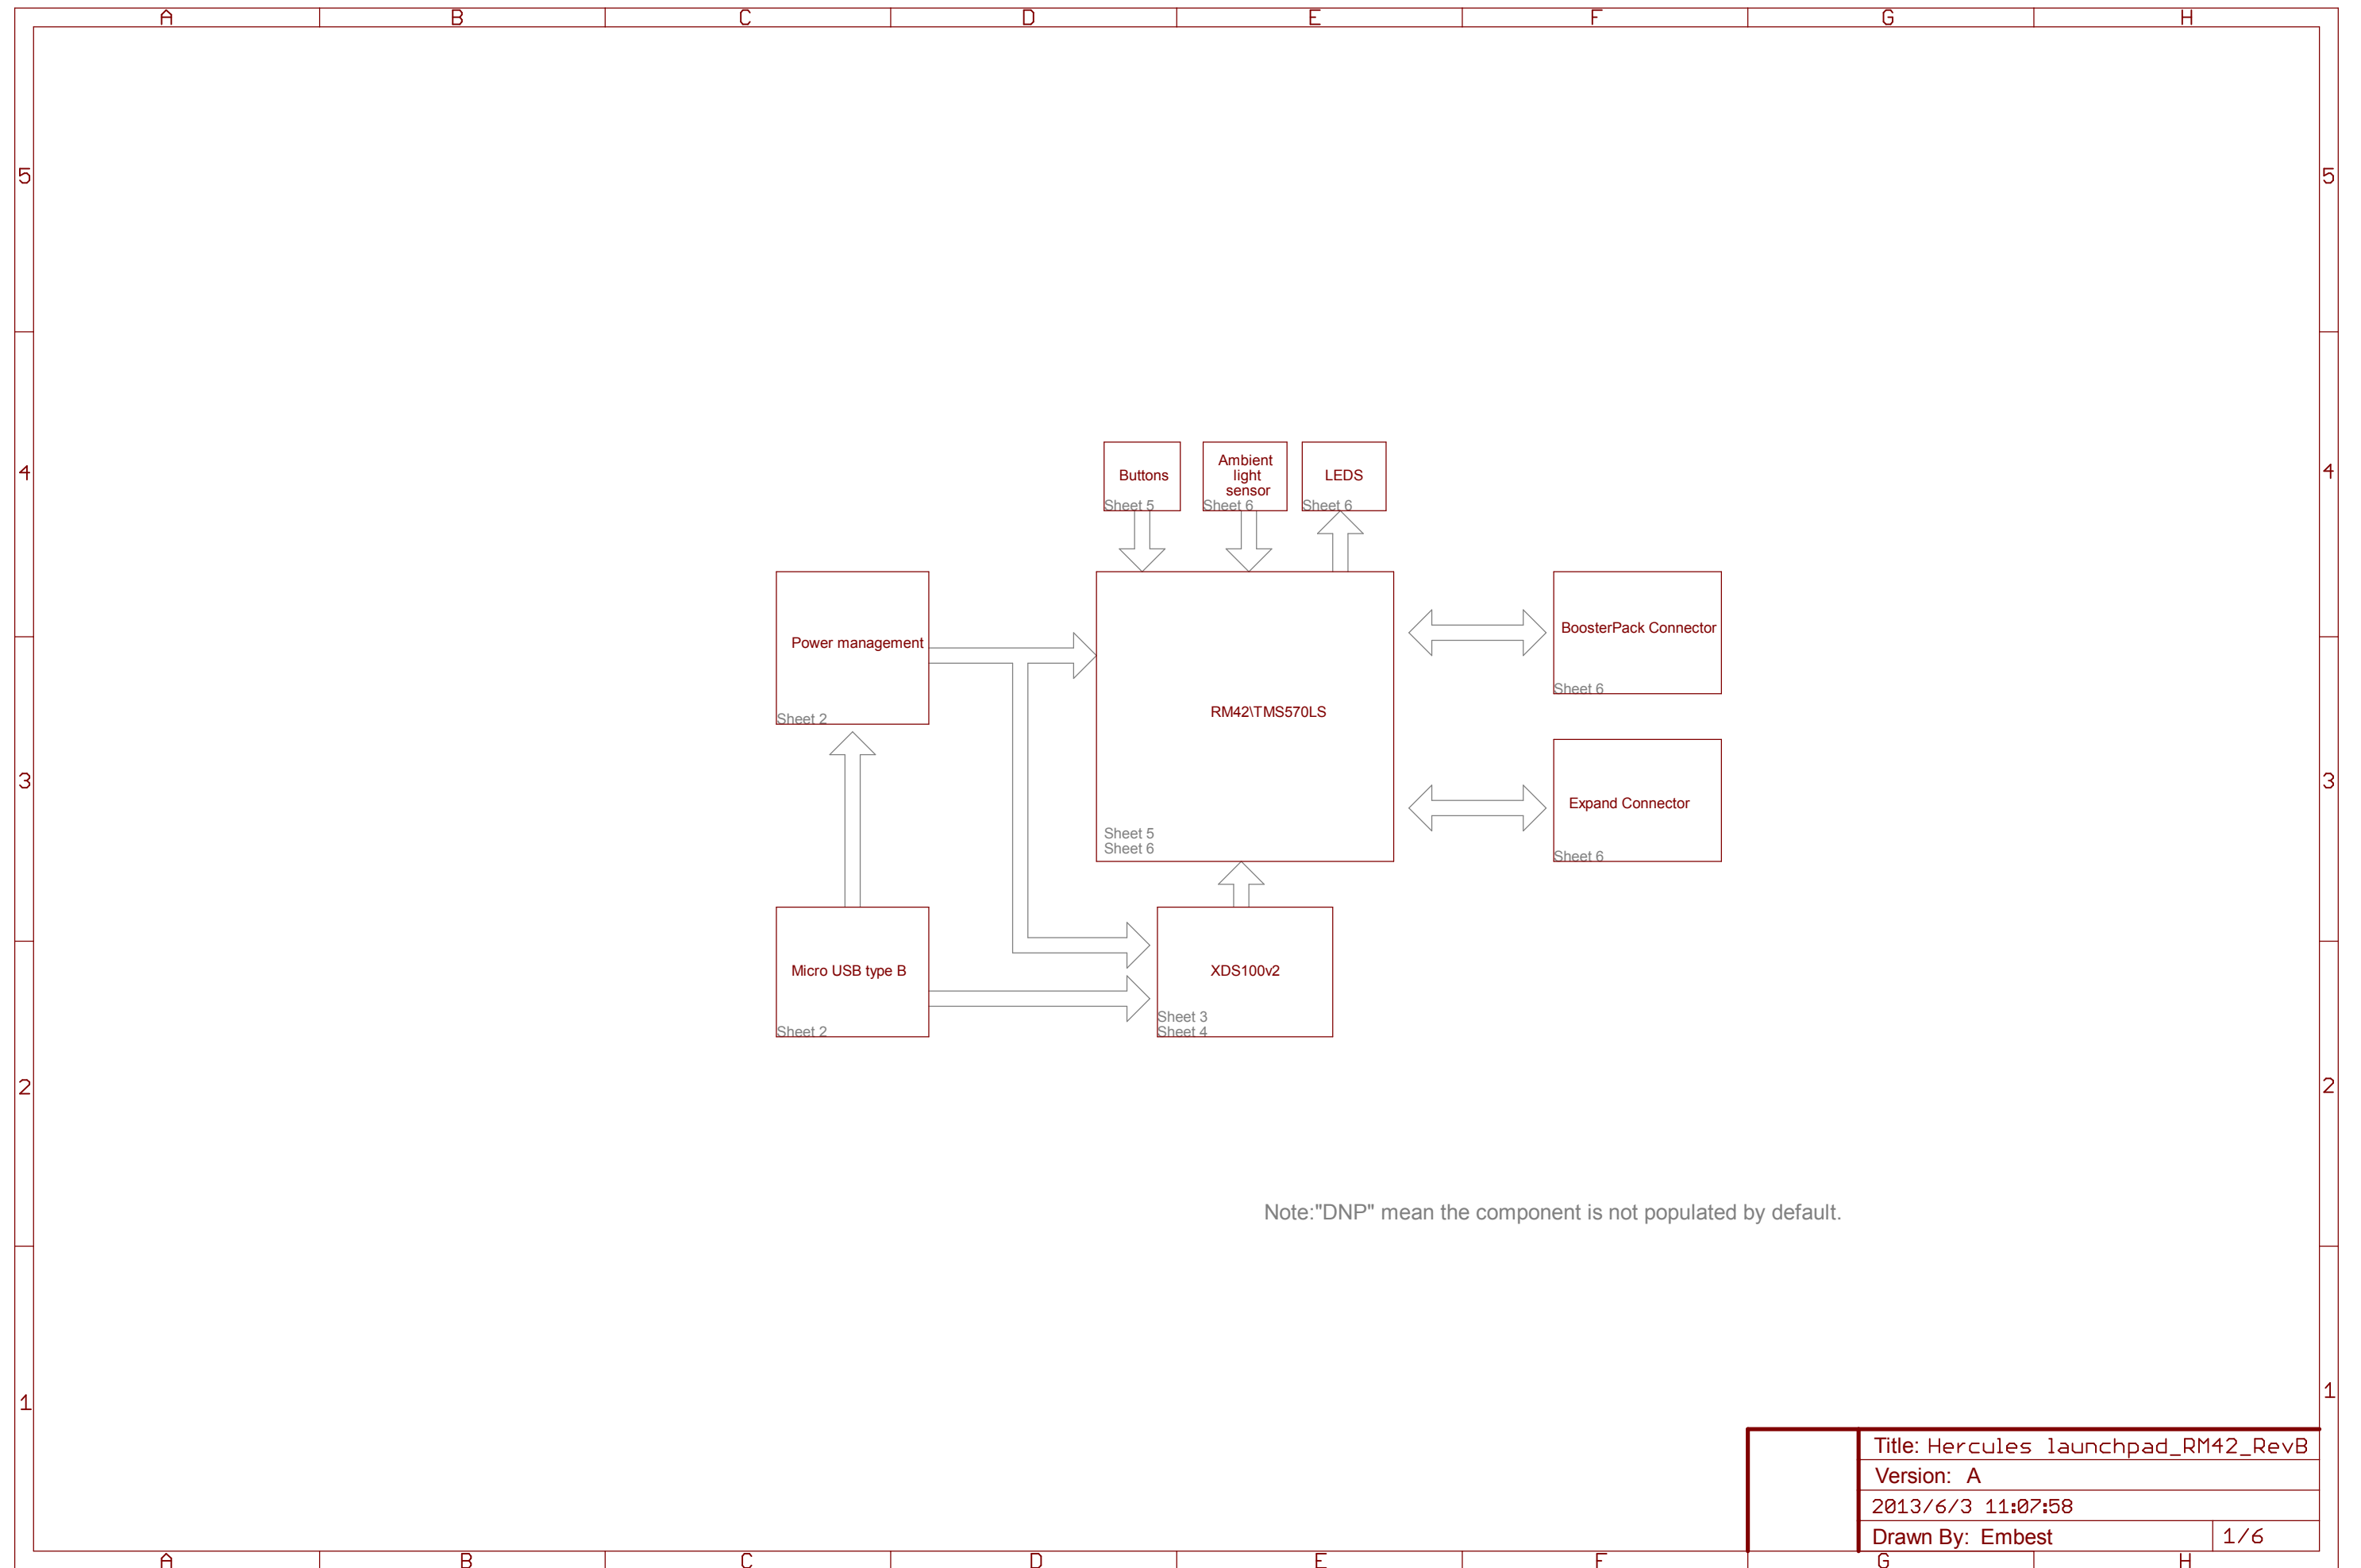 A B C D E F G H
5 5
4 4
3 3
2 2
1 1
Buttons
Sheet 5
Ambient
light
sensor
Sheet 6
LEDS
Sheet 6
Power management
Sheet 2
RM42\TMS570LS
Sheet 5
Sheet 6
BoosterPack Connector
Sheet 6
Expand Connector
Sheet 6
Micro USB type B
Sheet 2
XDS100v2
Sheet 3
Sheet 4
Note:"DNP" mean the component is not populated by default.
Title: Hercules launchpad_RM42_RevB
Version: A
2013/6/3 11:07:58
Drawn By: Embest 1/6
A B C D E F G H